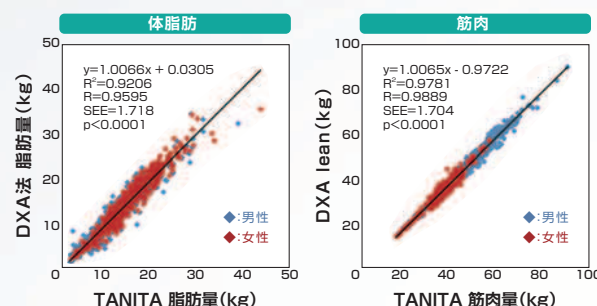 体脂肪
50
40
30
20
10
0
10
20
30
40
50
DXA法 脂肪量(kg)
TANITA 脂肪量(kg)
y=1.0066x + 0.0305
R²=0.9206
R=0.9595
SEE=1.718
p<0.0001
◆:男性
◆:女性
筋肉
100
80
60
40
20
0
20
40
60
80
100
DXA lean(kg)
TANITA 筋肉量(kg)
y=1.0065x - 0.9722
R²=0.9781
R=0.9889
SEE=1.704
p<0.0001
◆:男性
◆:女性